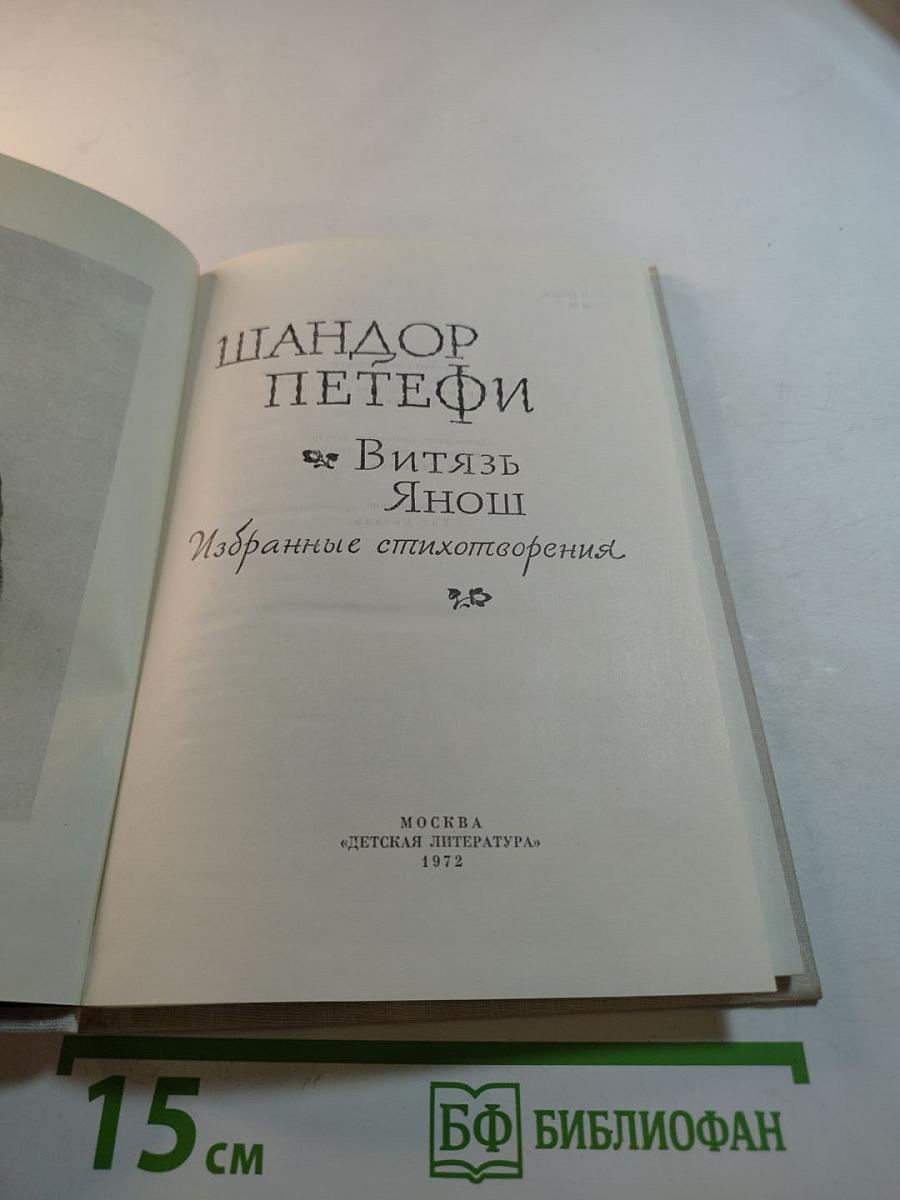 ШАНДОР
ПЕТЕФИ
Витязь
Янош
Избранные стихотворения
МОСКВА
«ДЕТСКАЯ ЛИТЕРАТУРА»
1972
15 см
БФ БИБЛИОФАН